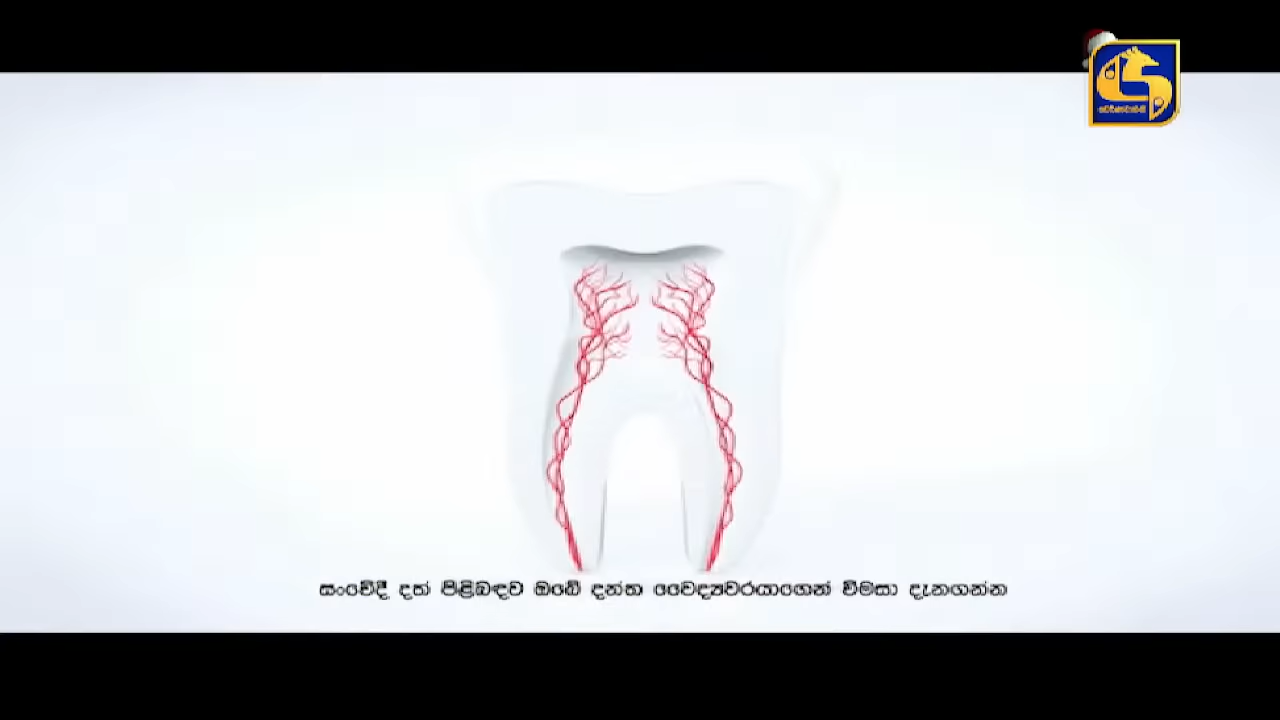 සංවේදී දත් පිළිබඳව ඔබේ දන්ත වෛද්‍යවරයාගෙන් විමසා දැනගන්න